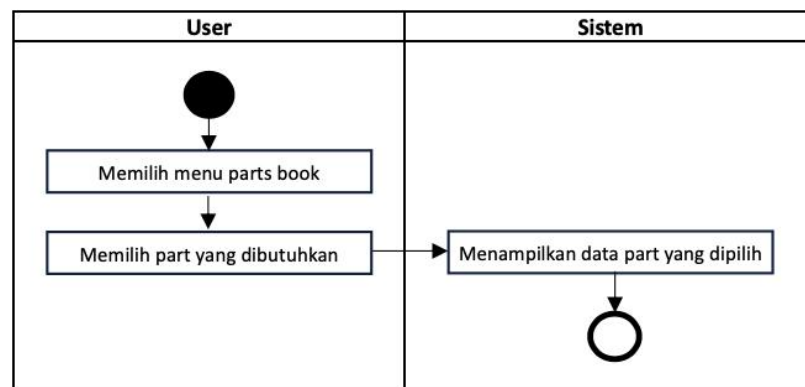 User
Sistem
Memilih menu parts book
Memilih part yang dibutuhkan
Menampilkan data part yang dipilih